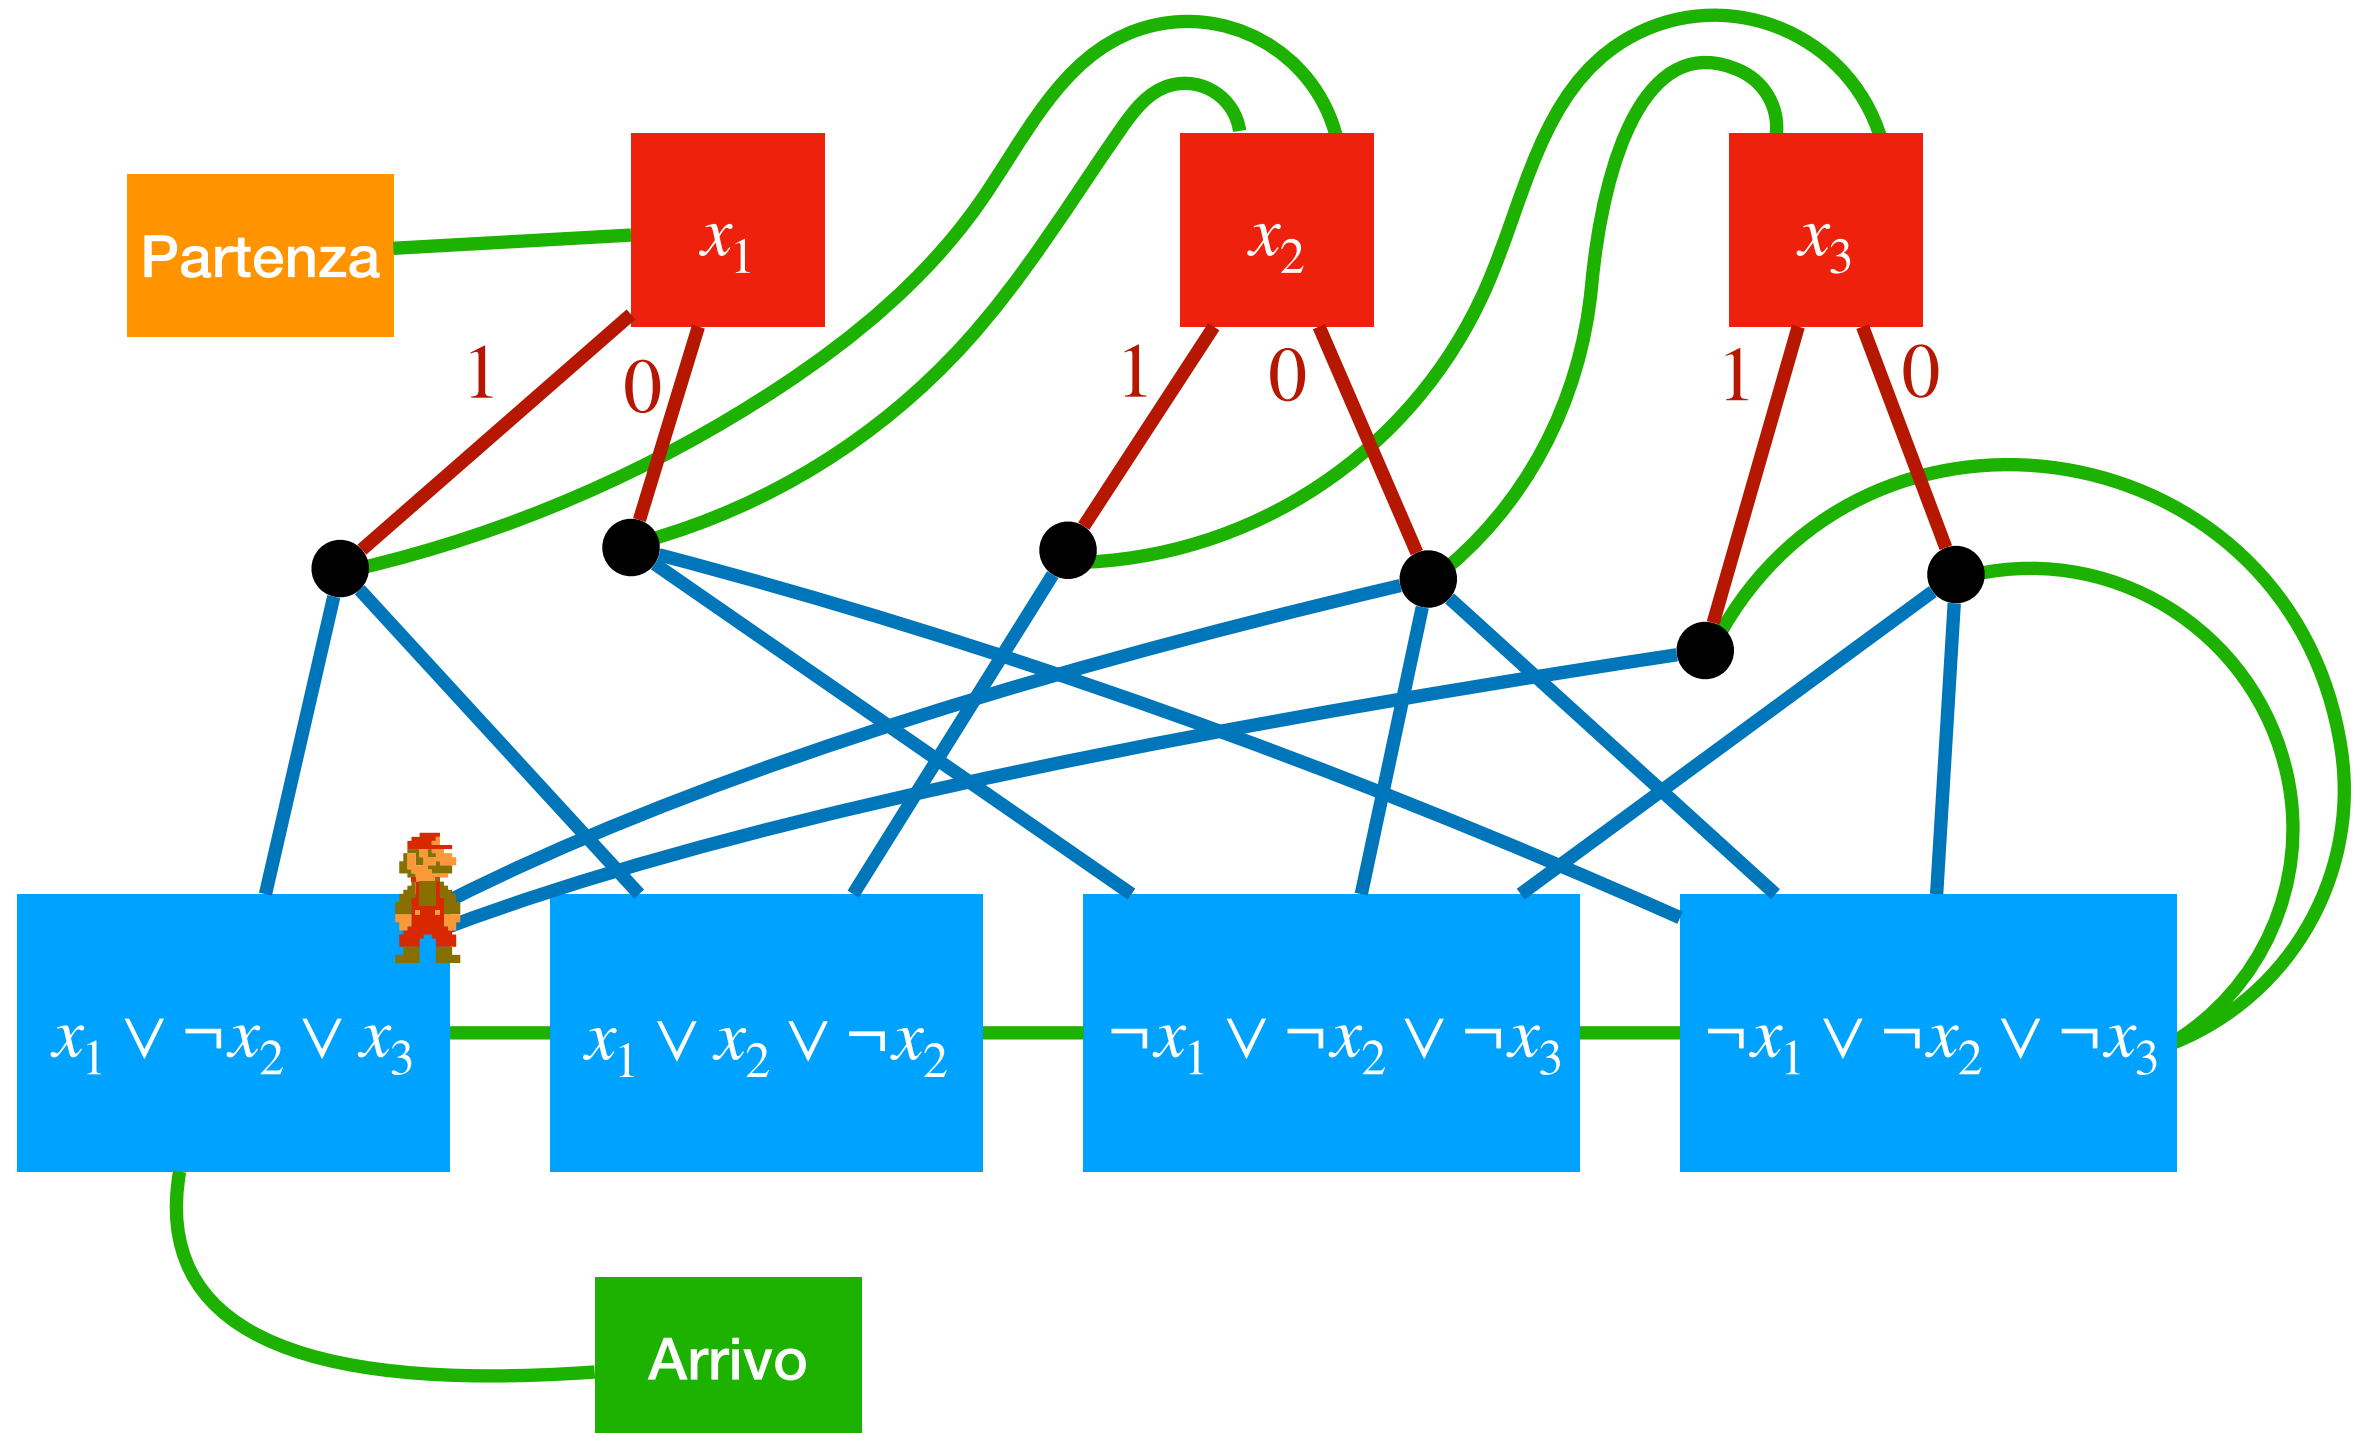 Partenza
x₁
x₂
x₃
1
0
1
0
1
0
x₁ ∨ ¬x₂ ∨ x₃
x₁ ∨ x₂ ∨ ¬x₂
¬x₁ ∨ ¬x₂ ∨ ¬x₃
¬x₁ ∨ ¬x₂ ∨ ¬x₃
Arrivo